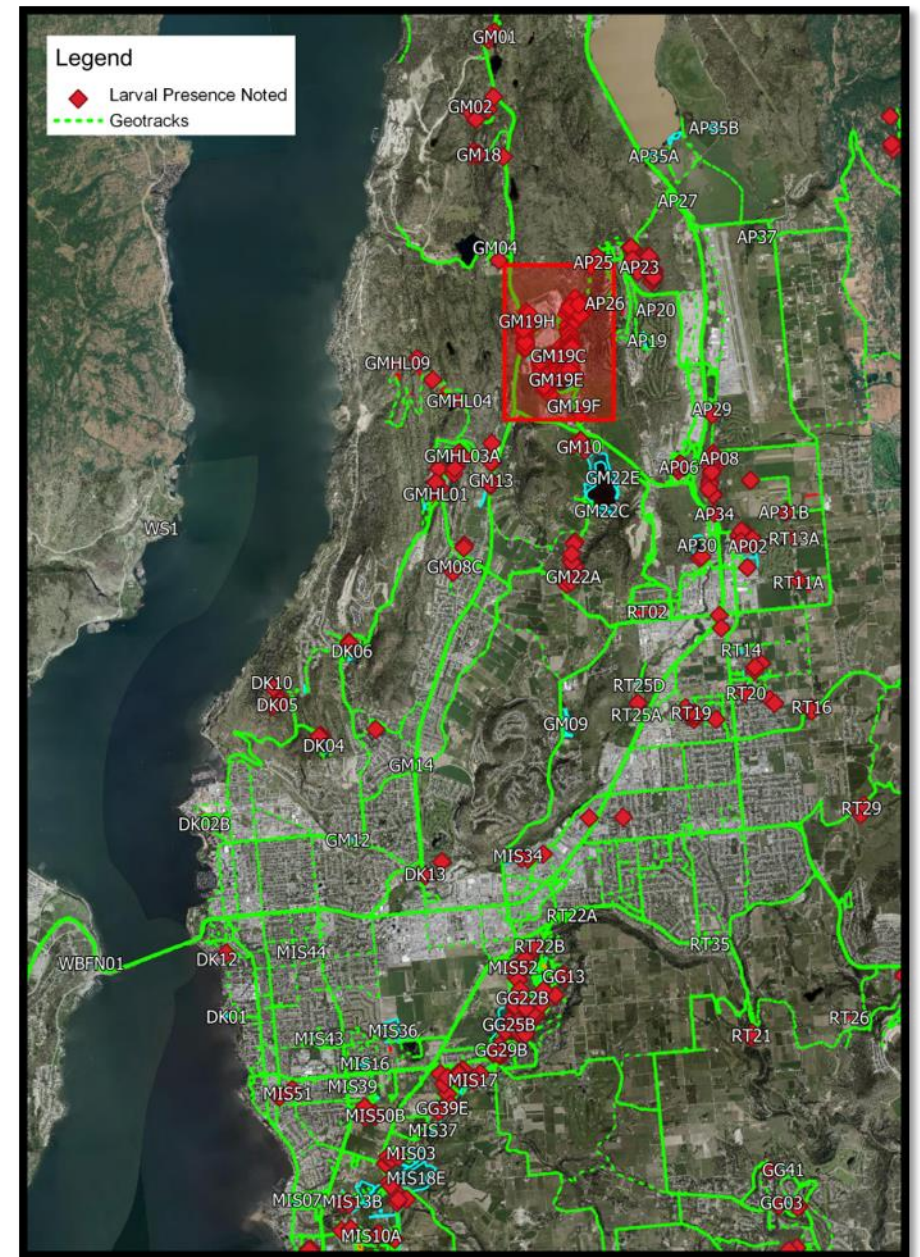 Legend
Larval Presence Noted
Geotracks
GM01
GM02
AP35B
GM18
AP35A
AP27
AP37
GM04
AP25
AP23
AP26
AP20
GM19H
AP19
GM19C
GMHL09
GM19E
GMHL04
GM19F
AP29
GM10
GMHL03A
AP08
AP06
GM13
GM22E
GMHL01
GM22C
AP34
AP31B
WS1
RT13A
AP30
AP02
GM08C
GM22A
RT11A
RT02
DK06
RT14
DK10
RT25D
RT20
DK05
RT25A
RT19
RT16
GM09
DK04
GM14
RT29
DK02B
GM12
MIS34
DK13
RT22A
RT35
MIS44
RT22B
DK12
WBFN01
MIS52
GG13
GG22B
DK01
RT26
GG25B
MIS36
RT21
MIS43
GG29B
MIS16
MIS17
MIS39
MIS51
GG39E
MIS50B
MIS37
MIS03
GG41
MIS18E
MIS07
MIS13B
GG03
MIS10A